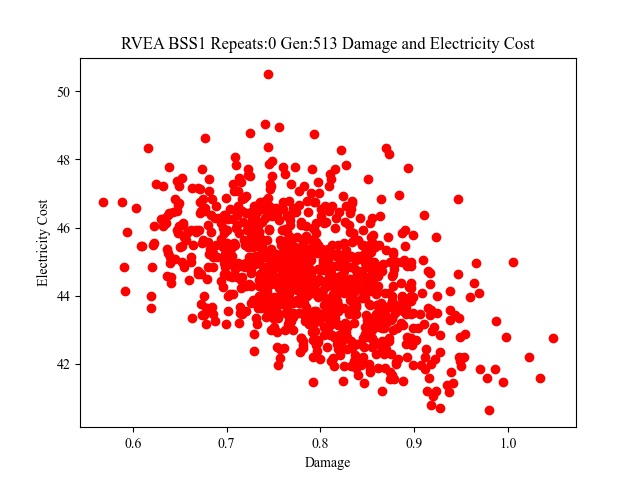 RVEA BSS1 Repeats:0 Gen:513 Damage and Electricity Cost
50
48
46
44
42
Electricity Cost
0.6 0.7 0.8 0.9 1.0
Damage